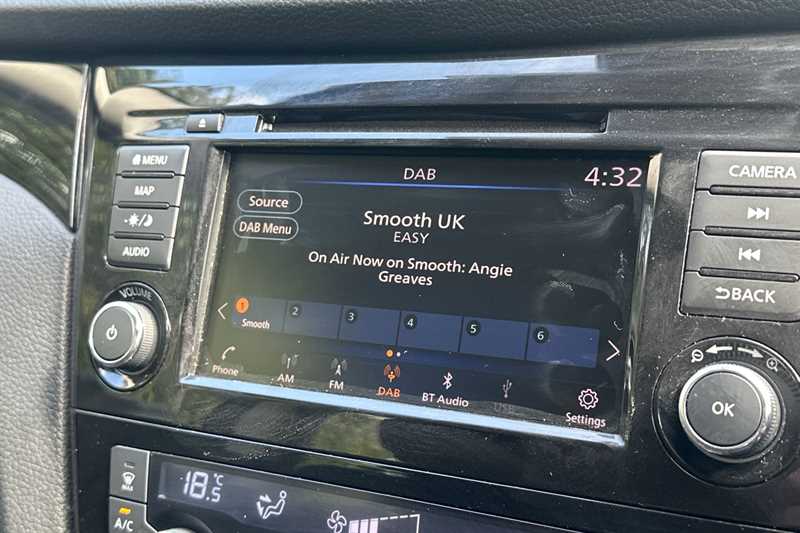 MENU
MAP
AUDIO
VOLUME
DAB
4:32
Source
DAB Menu
Smooth UK
EASY
On Air Now on Smooth: Angie
Greaves
1
Smooth
2
3
4
5
6
Phone
AM
FM
DAB
BT Audio
USB
Settings
CAMERA
BACK
OK
MAX
A/C
18.5°C